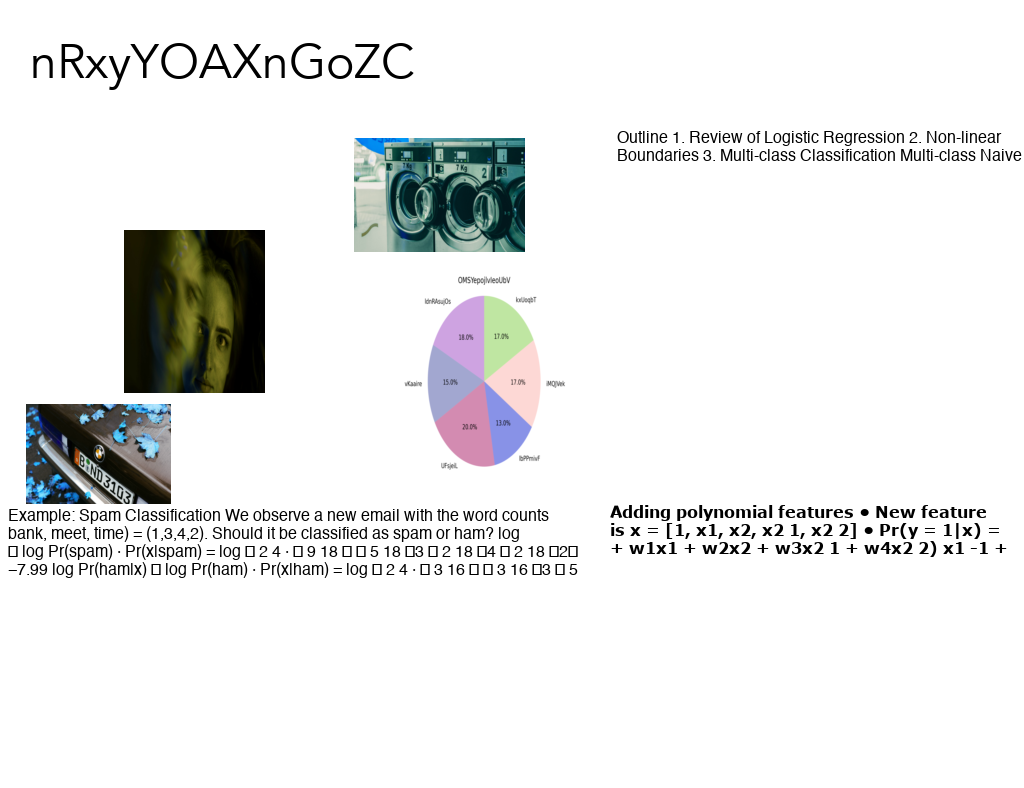 nRxyYOAXnGoZC
Outline 1. Review of Logistic Regression 2. Non-linear
Boundaries 3. Multi-class Classification Multi-class Naive
7 Kg
2
OMSYepojIvIeoUbV
IdnRAsujOs
kxUoqbT
18.0%
17.0%
vKaaire
15.0%
17.0%
IMQJVek
20.0%
13.0%
UFsjeiL
IbPPmivF
B ND 3103
Example: Spam Classification We observe a new email with the word counts
bank, meet, time) = (1,3,4,2). Should it be classified as spam or ham? log
□ log Pr(spam) · Pr(x|spam) = log □ 2 4 · □ 9 18 □ □ 5 18 □3 □ 2 18 □4 □ 2 18 □2□
−7.99 log Pr(ham|x) □ log Pr(ham) · Pr(x|ham) = log □ 2 4 · □ 3 16 □ □ 3 16 □3 □ 5
Adding polynomial features • New feature
is x = [1, x1, x2, x2 1, x2 2] • Pr(y = 1|x) =
+ w1x1 + w2x2 + w3x2 1 + w4x2 2) x1 -1 +